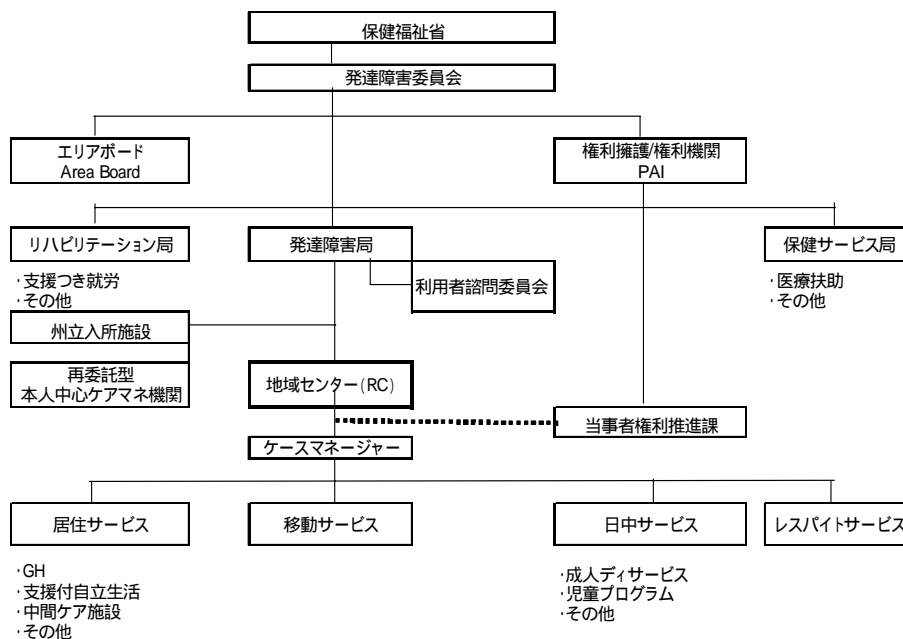 保健福祉省
発達障害委員会
エリアボード
Area Board
権利擁護/権利機関
PAI
リハビリテーション局
発達障害局
保健サービス局
・支援つき就労
・その他
利用者諮問委員会
・医療扶助
・その他
州立入所施設
再委託型
本人中心ケアマネ機関
地域センター(RC)
当事者権利推進課
ケースマネージャー
居住サービス
移動サービス
日中サービス
レスパイトサービス
・GH
・支援付自立生活
・中間ケア施設
・その他
・成人ディサービス
・児童プログラム
・その他